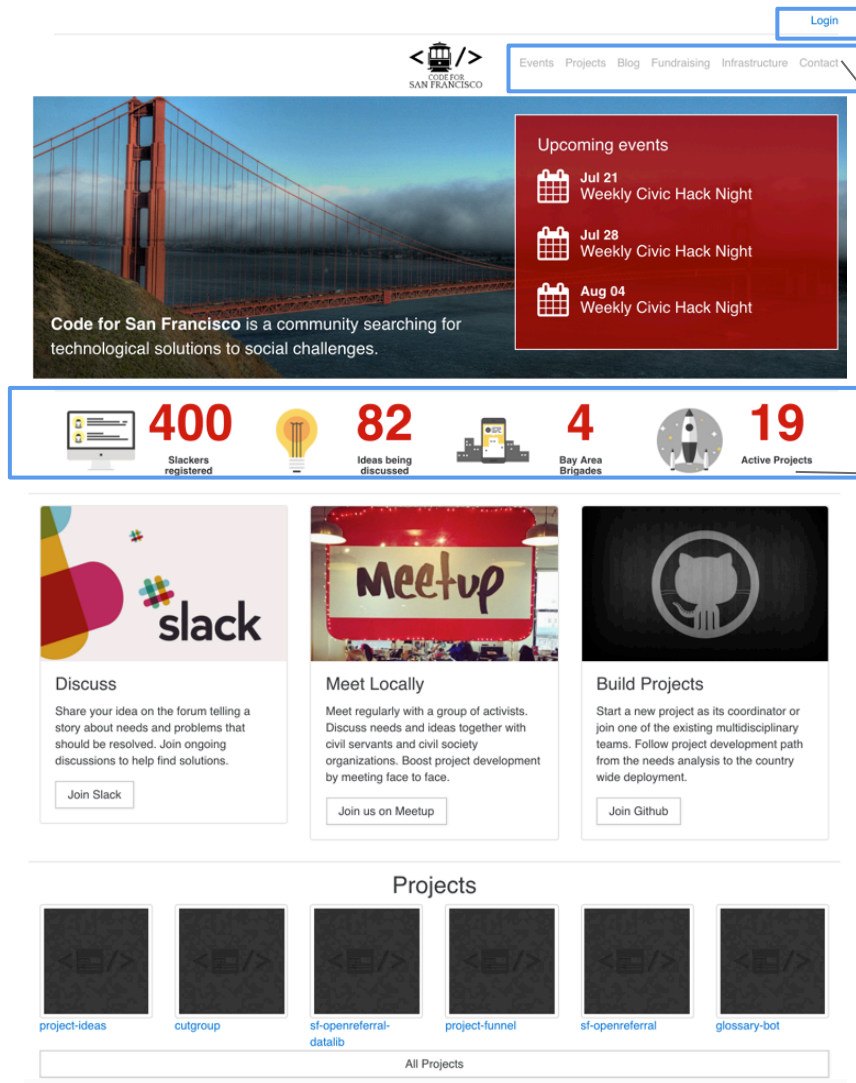 Login
</>
CODE FOR
SAN FRANCISCO
Events Projects Blog Fundraising Infrastructure Contact
Upcoming events
Jul 21
Weekly Civic Hack Night
Jul 28
Weekly Civic Hack Night
Aug 04
Weekly Civic Hack Night
Code for San Francisco is a community searching for
technological solutions to social challenges.
400
Slackers
registered
82
Ideas being
discussed
4
Bay Area
Brigades
19
Active Projects
slack
Meetup
Discuss
Share your idea on the forum telling a
story about needs and problems that
should be resolved. Join ongoing
discussions to help find solutions.
Join Slack
Meet Locally
Meet regularly with a group of activists.
Discuss needs and ideas together with
civil servants and civil society
organizations. Boost project development
by meeting face to face.
Join us on Meetup
Build Projects
Start a new project as its coordinator or
join one of the existing multidisciplinary
teams. Follow project development path
from the needs analysis to the country
wide deployment.
Join Github
Projects
project-ideas
cutgroup
sf-openreferral-
datalib
project-funnel
sf-openreferral
glossary-bot
All Projects